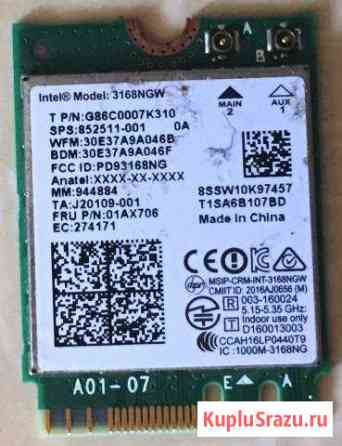 A
B
Intel® Model: 3168NGW
MAIN
2
AUX
1
T P/N:G86C0007K310
SPS:852511-001 0A
WFM:30E37A9A046B
BDM:30E37A9A046F
FCC ID:PD93168NG
Anatel:XXXX-XX-XXXX
MM:944884
TA:J20109-001
FRU P/N:01AX706
EC:274171
8SSW10K97457
T1SA6B107BD
Made in China
MSIP-CRM-INT-3168NGW
CMIIT ID: 2016AJ0656 (M)
R 003-160024
5.15-5.35 GHz:
Indoor use only
T D160013003
CCAH16LP0440T9
IC:1000M-3168NG
A01-07
E A
KupluSrazu.ru